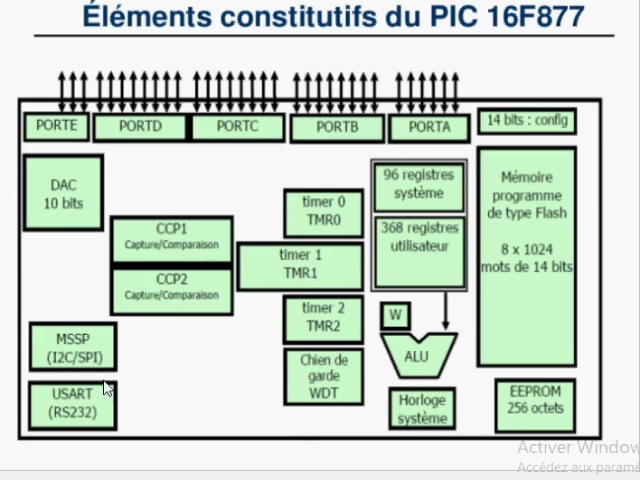 Éléments constitutifs du PIC 16F877
PORTE
PORTD
PORTC
PORTB
PORTA
14 bits : config
DAC
10 bits
CCP1
Capture/Comparaison
CCP2
Capture/Comparaison
MSSP
(I2C/SPI)
USART
(RS232)
timer 0
TMR0
timer 1
TMR1
timer 2
TMR2
Chien de
garde
WDT
96 registres
système
368 registres
utilisateur
W
ALU
Horloge
système
Mémoire
programme
de type Flash
8 x 1024
mots de 14 bits
EEPROM
256 octets
Activer Window
Accédez aux paramè